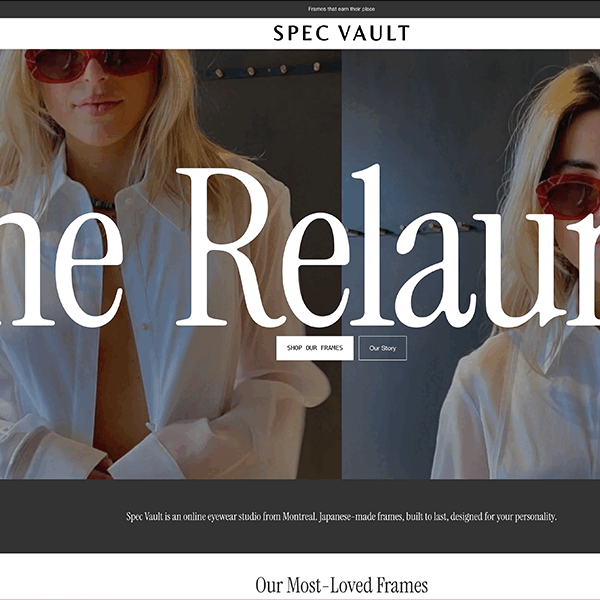 Frames that earn their place
SPEC VAULT
he Relau
SHOP OUR FRAMES
Our Story
Spec Vault is an online eyewear studio from Montreal. Japanese-made frames, built to last, designed for your personality.
Our Most-Loved Frames